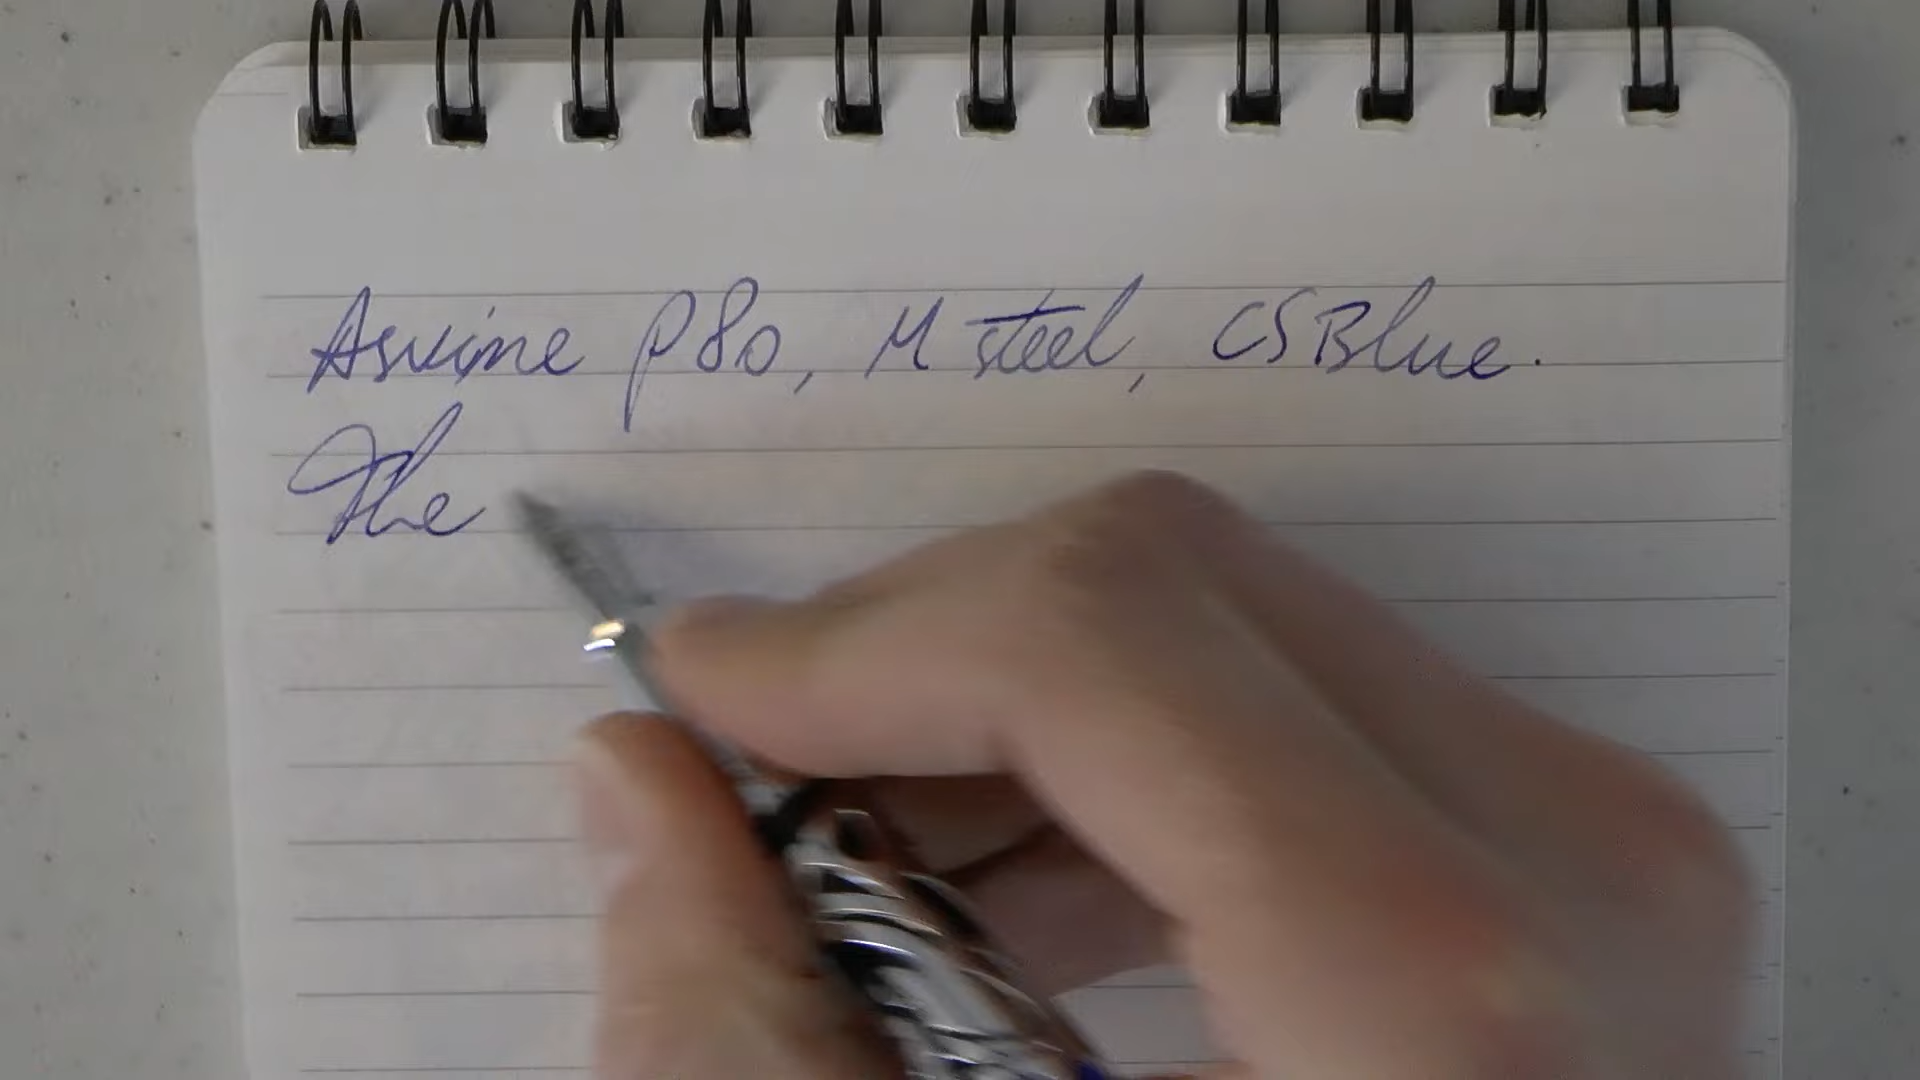 Asvine P80, M steel, CS Blue.
The